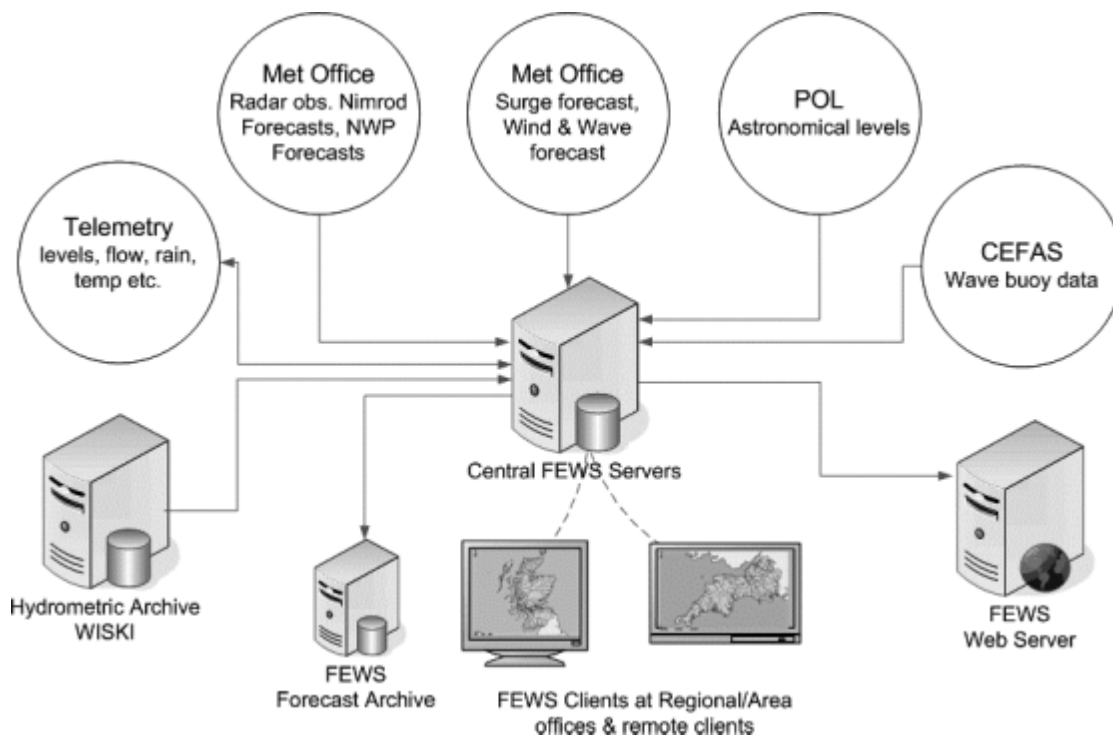 Met Office
Radar obs. Nimrod
Forecasts, NWP
Forecasts
Met Office
Surge forecast,
Wind & Wave
forecast
POL
Astronomical levels
Telemetry
levels, flow, rain,
temp etc.
CEFAS
Wave buoy data
Central FEWS Servers
Hydrometric Archive
WISKI
FEWS
Forecast Archive
FEWS Clients at Regional/Area
offices & remote clients
FEWS
Web Server